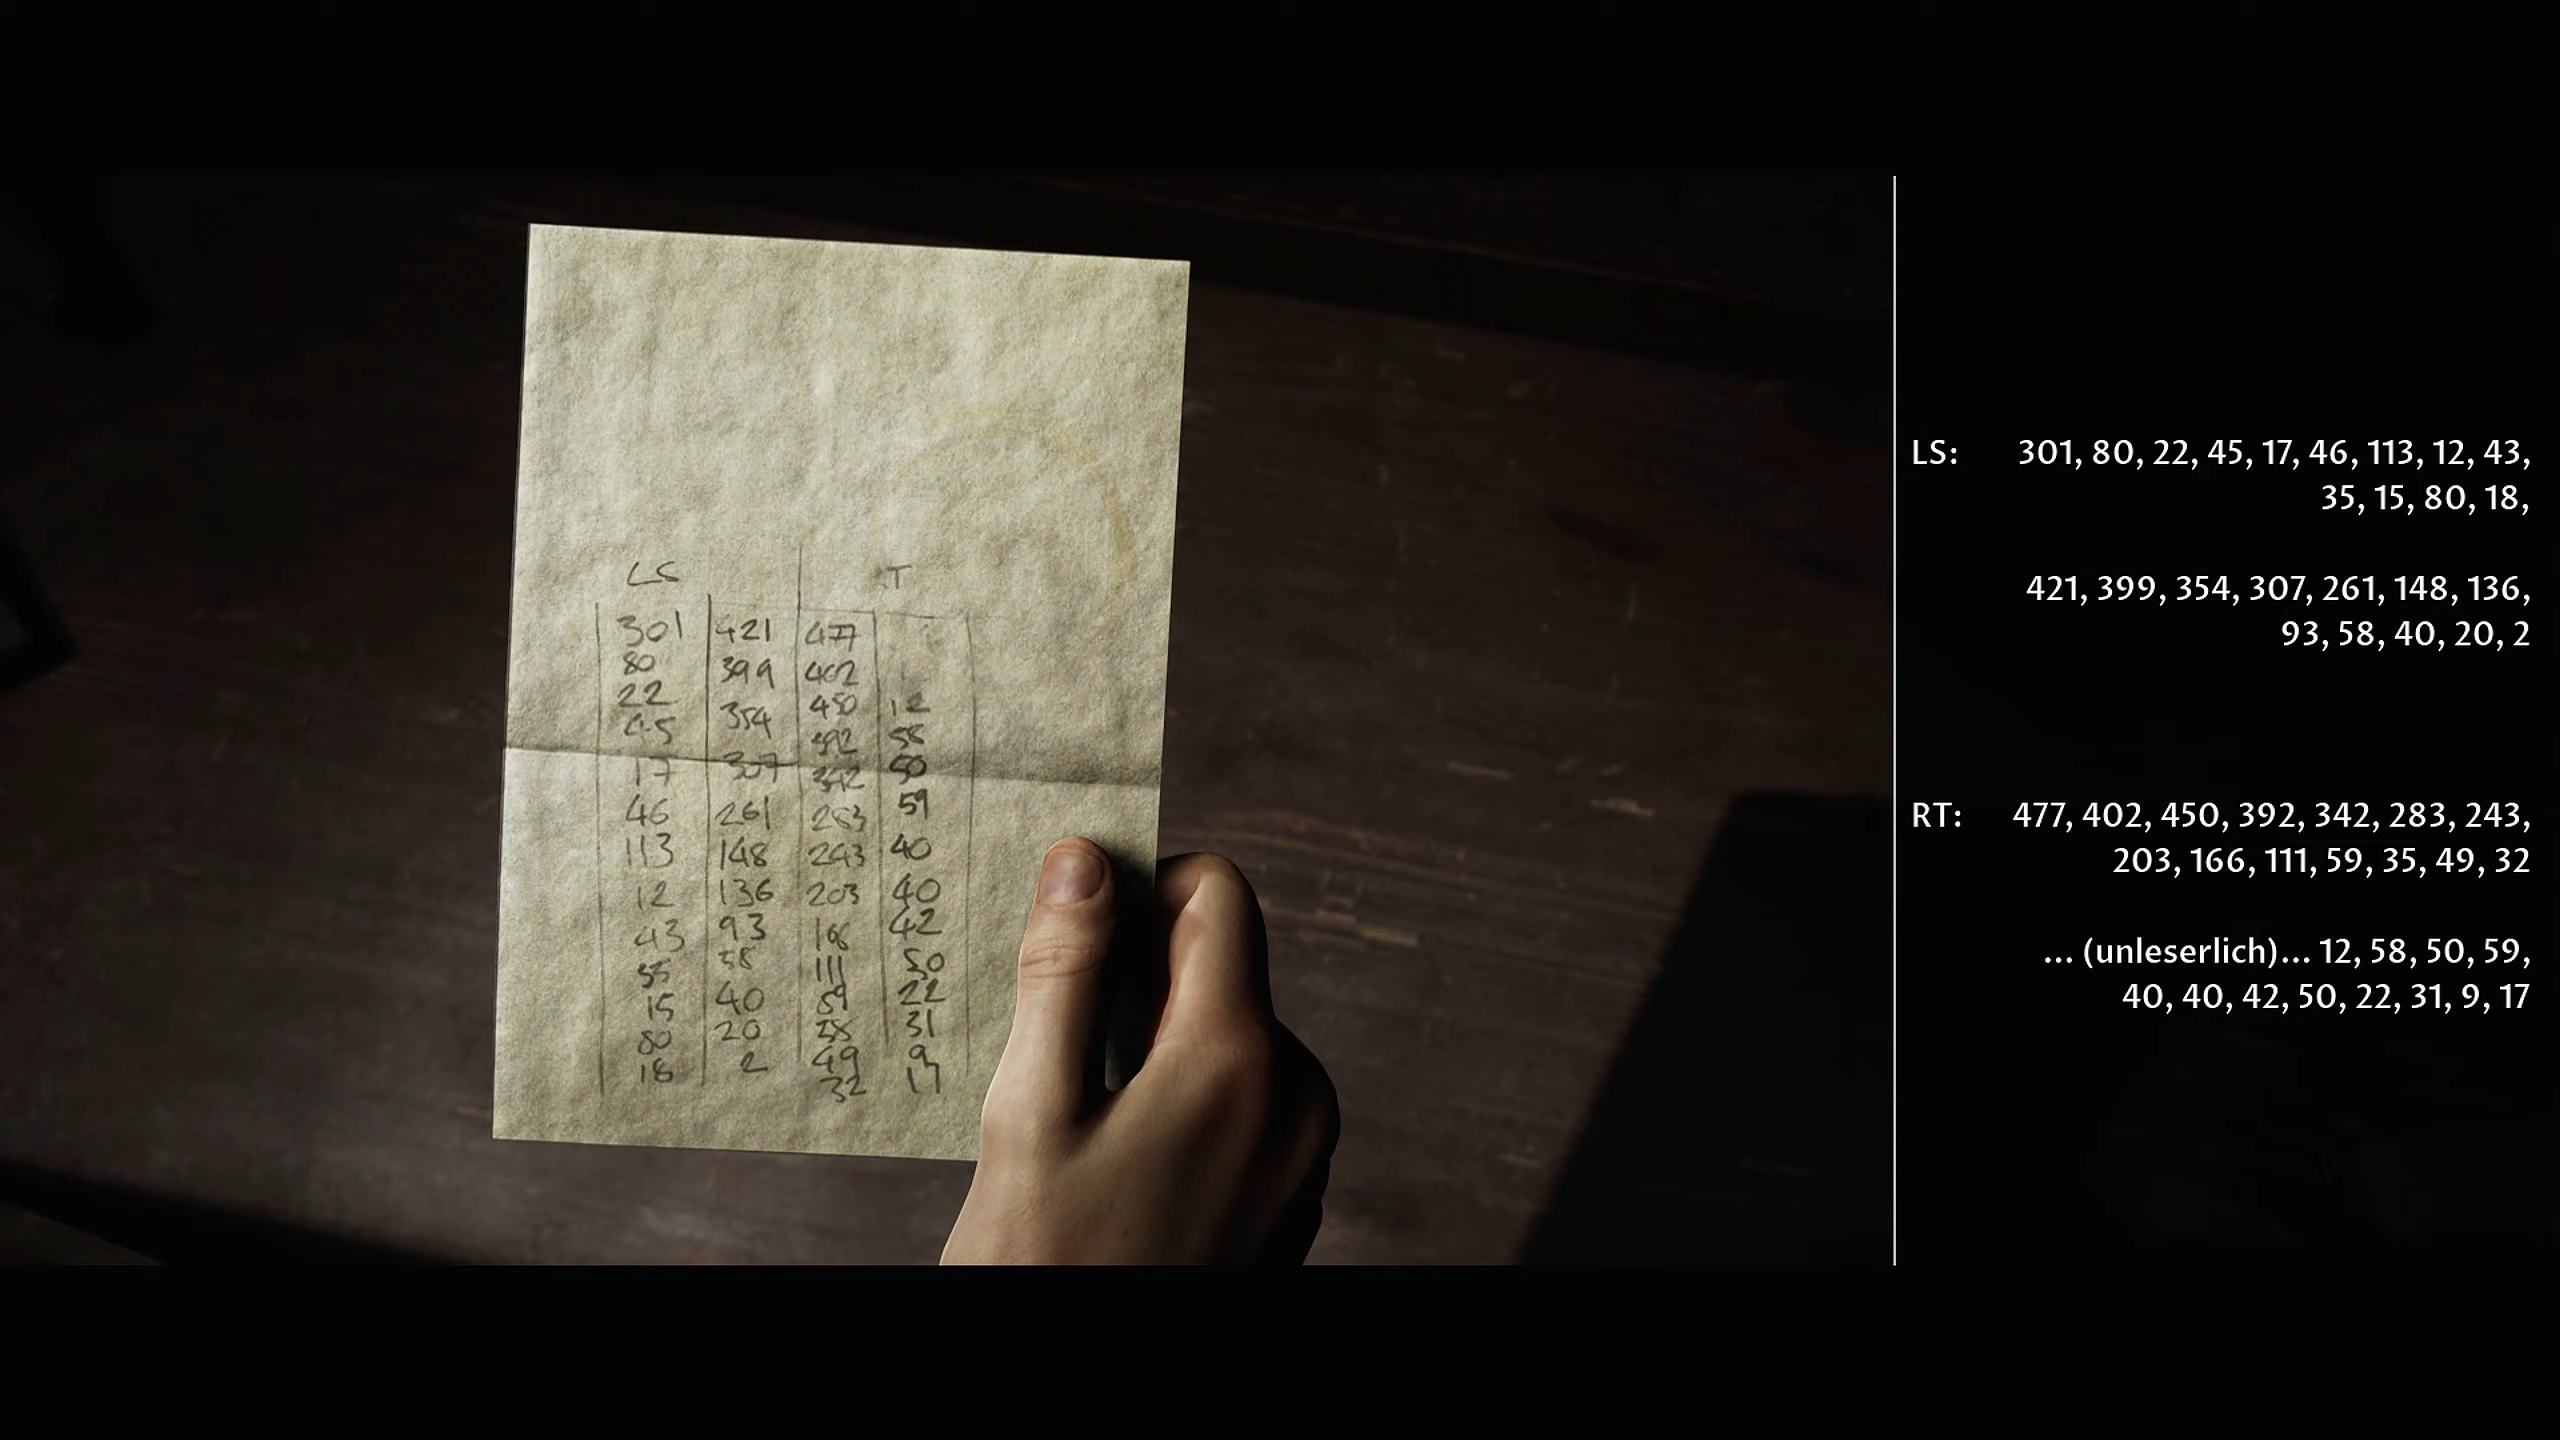 LS RT
301 421 477
80 399 402
22 354 450 12
45 307 392 58
17 261 342 50
46 148 283 59
113 136 243 40
12 93 203 40
43 58 42
15 40 111 50
80 20 59 22
18 2 49 31
32 9
17
LS: 301, 80, 22, 45, 17, 46, 113, 12, 43,
35, 15, 80, 18,
421, 399, 354, 307, 261, 148, 136,
93, 58, 40, 20, 2
RT: 477, 402, 450, 392, 342, 283, 243,
203, 166, 111, 59, 35, 49, 32
... (unleserlich)... 12, 58, 50, 59,
40, 40, 42, 50, 22, 31, 9, 17